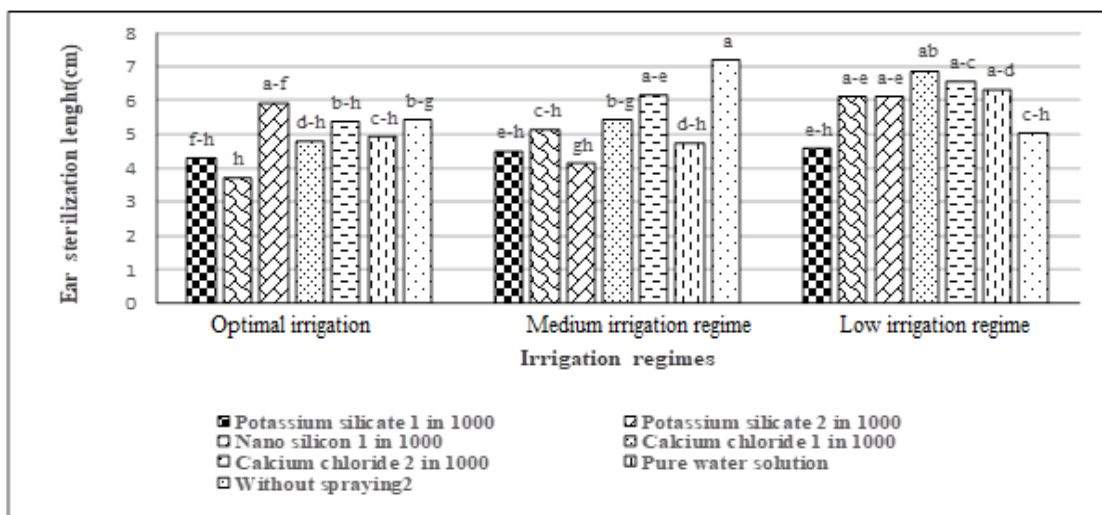 Ear sterilization lenght(cm)
8
7
6
5
4
3
2
1
0
f-h
h
a-f
d-h
b-h
c-h
b-g
e-h
c-h
gh
b-g
a-e
d-h
a
e-h
a-e
a-e
ab
a-c
a-d
c-h
Optimal irrigation
Medium irrigation regime
Low irrigation regime
Irrigation regimes
Potassium silicate 1 in 1000
Potassium silicate 2 in 1000
Nano silicon 1 in 1000
Calcium chloride 1 in 1000
Calcium chloride 2 in 1000
Pure water solution
Without spraying2